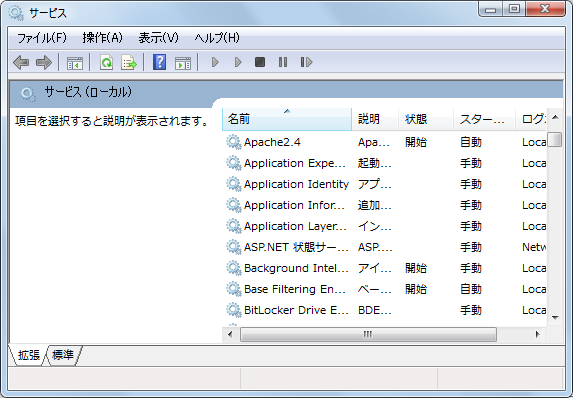 サービス
ファイル(F) 操作(A) 表示(V) ヘルプ(H)
サービス (ローカル)
項目を選択すると説明が表示されます。
名前 説明 状態 スター... ログオ
Apache2.4 Apa... 開始 自動 Loca
Application Expe... 起動... 手動 Loca
Application Identity アプ... 手動 Loca
Application Infor... 追加... 手動 Loca
Application Layer... イン... 手動 Loca
ASP.NET 状態サー... ASP.... 手動 Netw
Background Intel... アイ... 開始 手動 Loca
Base Filtering En... ベー... 開始 自動 Loca
BitLocker Drive E... BDE... 手動 Loca
拡張 標準